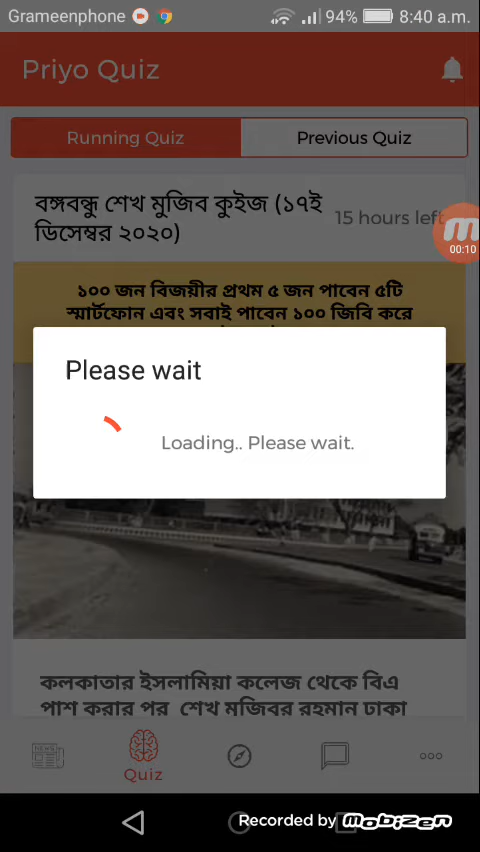 Grameenphone 94% 8:40 a.m.
Priyo Quiz
Running Quiz Previous Quiz
বঙ্গবন্ধু শেখ মুজিব কুইজ (১৭ই
ডিসেম্বর ২০২০)
15 hours left
00:10
১০০ জন বিজয়ীর প্রথম ৫ জন পাবেন ৫টি
স্মার্টফোন এবং সবাই পাবেন ১০০ জিবি করে
Please wait
Loading.. Please wait.
কলকাতার ইসলামিয়া কলেজ থেকে বিএ
পাশ করার পর শেখ মুজিবুর রহমান ঢাকা
Quiz
Recorded by Mobizen